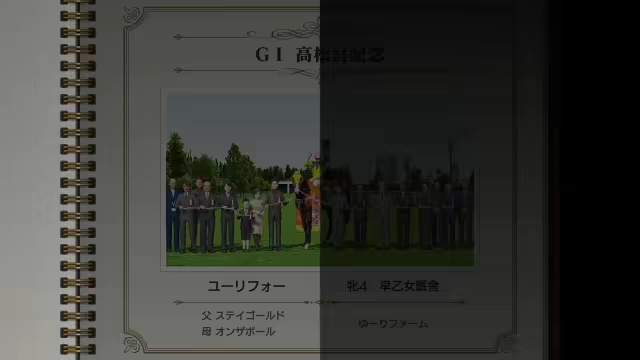 GⅠ 高松宮記念
ユーリフォー
牝4 早乙女厩舎
父 ステイゴールド
母 オンザボール
ゆーりファーム